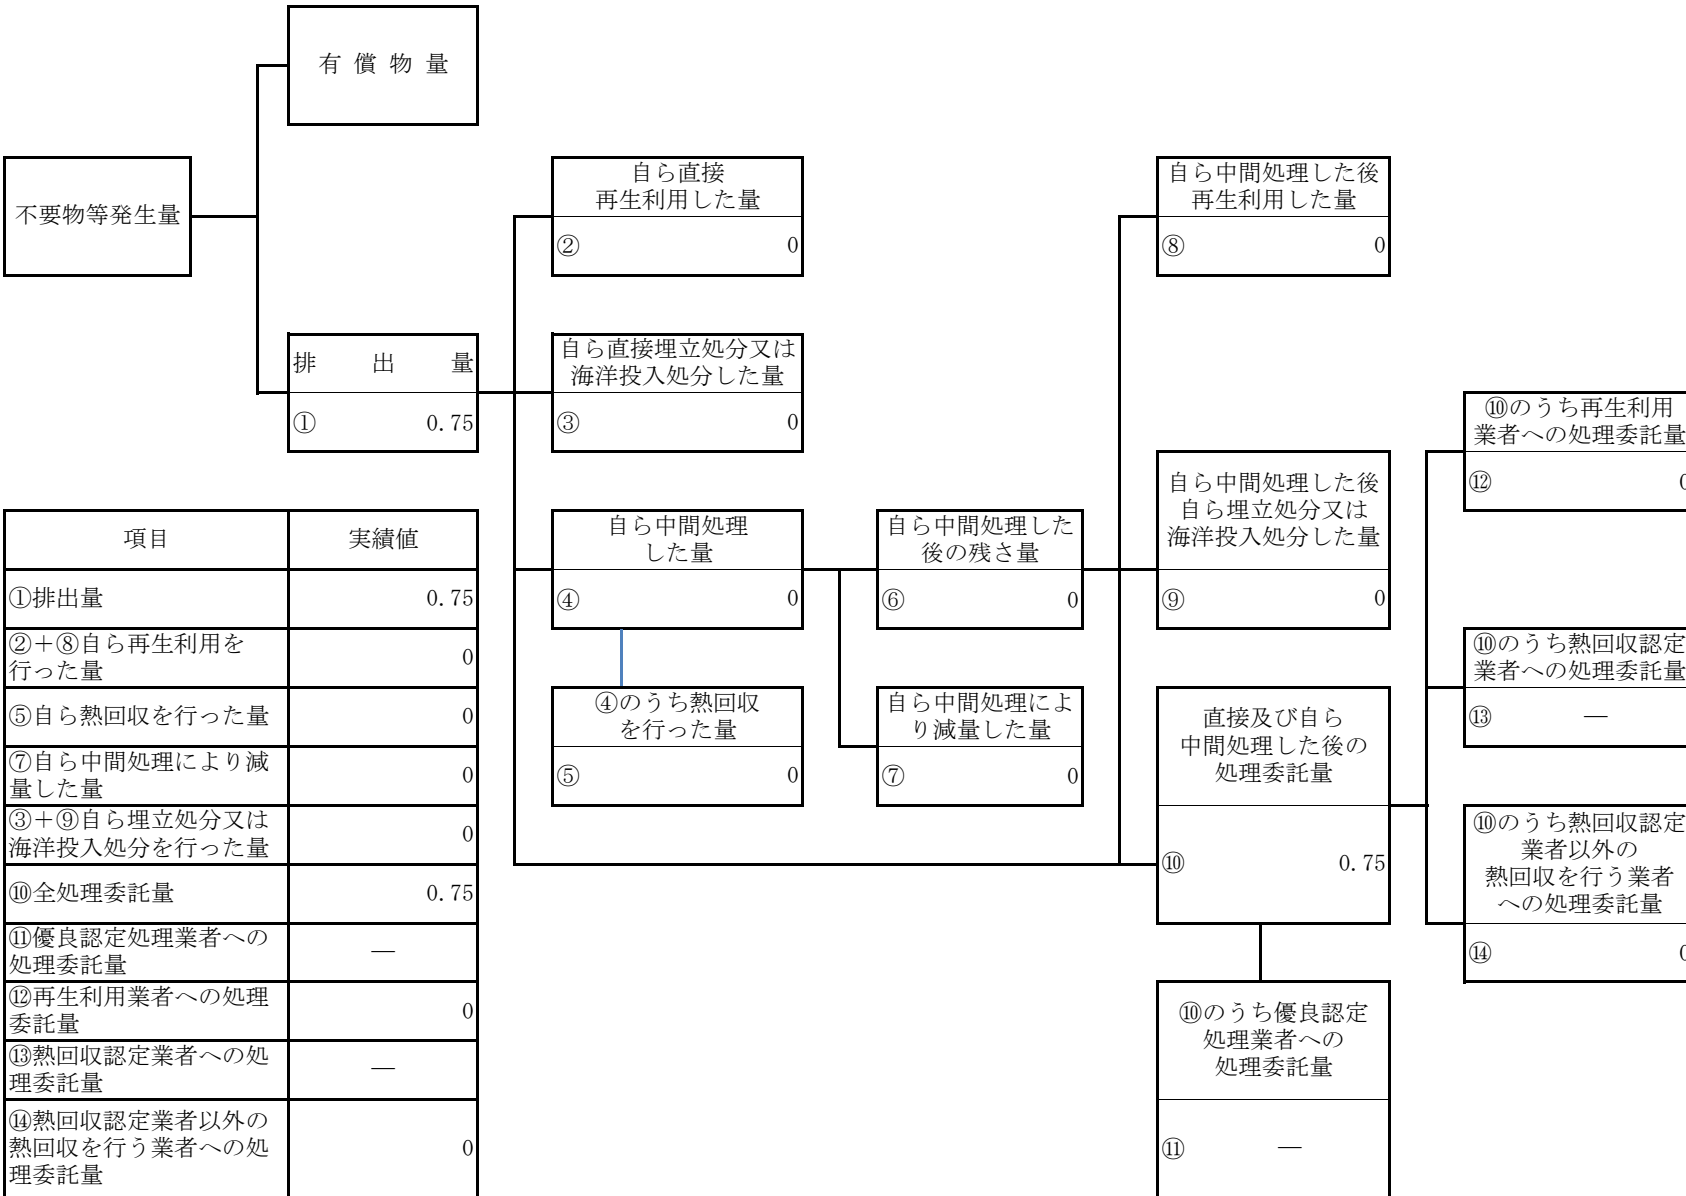 有償物量
不要物等発生量
自ら直接
再生利用した量
② 0
自ら中間処理した後
再生利用した量
⑧ 0
排出量
① 0.75
自ら直接埋立処分又は
海洋投入処分した量
③ 0
⑩のうち再生利用
業者への処理委託量
⑫ 0
自ら中間処理した後
自ら埋立処分又は
海洋投入処分した量
⑨ 0
自ら中間処理
した量
④ 0
自ら中間処理した
後の残さ量
⑥ 0
⑩のうち熱回収認定
業者への処理委託量
⑬ ―
④のうち熱回収
を行った量
⑤ 0
自ら中間処理によ
り減量した量
⑦ 0
直接及び自ら
中間処理した後の
処理委託量
⑩ 0.75
⑩のうち熱回収認定
業者以外の
熱回収を行う業者
への処理委託量
⑭ 0
⑩のうち優良認定
処理業者への
処理委託量
⑪ ―
項目 実績値
①排出量 0.75
②+⑧自ら再生利用を
行った量 0
⑤自ら熱回収を行った量 0
⑦自ら中間処理により減
量した量 0
③+⑨自ら埋立処分又は
海洋投入処分を行った量 0
⑩全処理委託量 0.75
⑪優良認定処理業者への
処理委託量 ―
⑫再生利用業者への処理
委託量 0
⑬熱回収認定業者への処
理委託量 ―
⑭熱回収認定業者以外の
熱回収を行う業者への処
理委託量 0